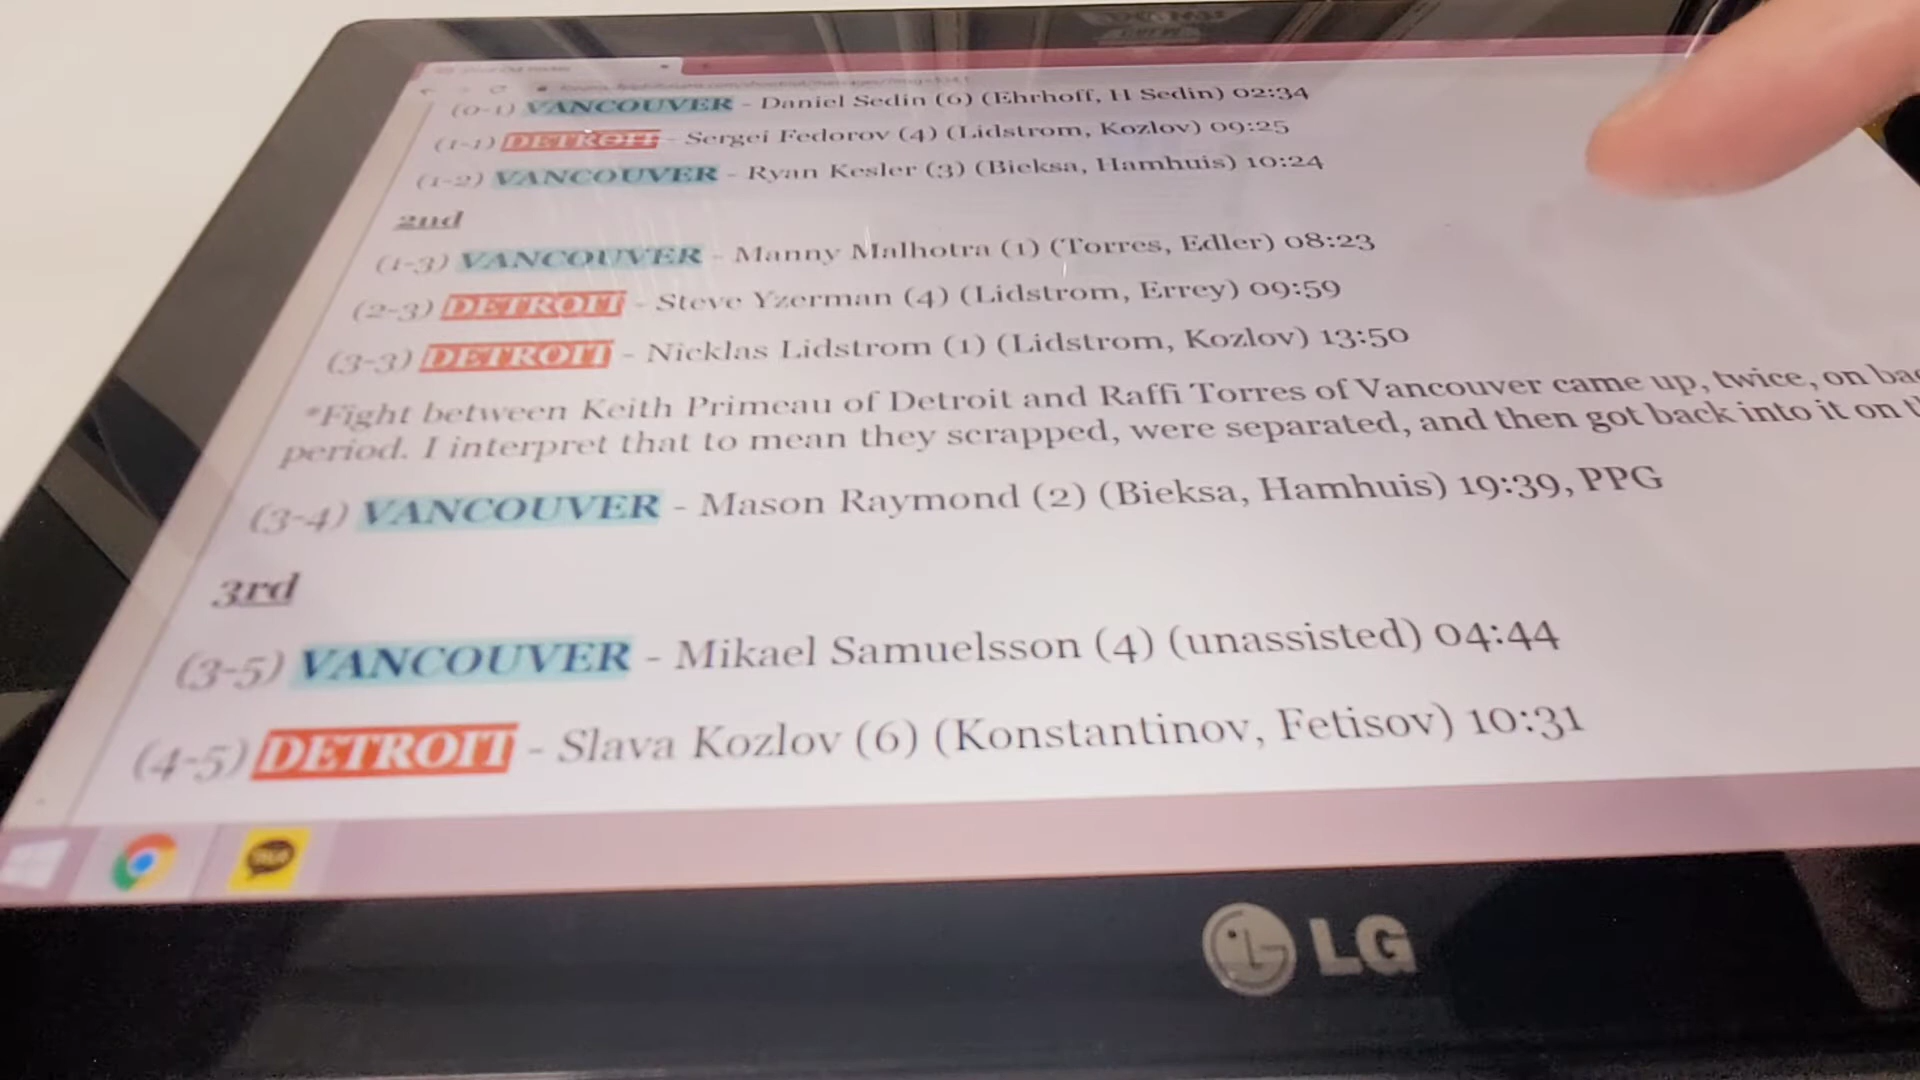 (0-1) VANCOUVER - Daniel Sedin (6) (Ehrhoff, H Sedin) 02:34
(1-1) DETROIT - Sergei Fedorov (4) (Lidstrom, Kozlov) 09:25
(1-2) VANCOUVER - Ryan Kesler (3) (Bieksa, Hamhuis) 10:24
2nd
(1-3) VANCOUVER - Manny Malhotra (1) (Torres, Edler) 08:23
(2-3) DETROIT - Steve Yzerman (4) (Lidstrom, Errey) 09:59
(3-3) DETROIT - Nicklas Lidstrom (1) (Lidstrom, Kozlov) 13:50
*Fight between Keith Primeau of Detroit and Raffi Torres of Vancouver came up, twice, on
period. I interpret that to mean they scrapped, were separated, and then got back into it on
(3-4) VANCOUVER - Mason Raymond (2) (Bieksa, Hamhuis) 19:39, PPG
3rd
(3-5) VANCOUVER - Mikael Samuelsson (4) (unassisted) 04:44
(4-5) DETROIT - Slava Kozlov (6) (Konstantinov, Fetisov) 10:31
LG